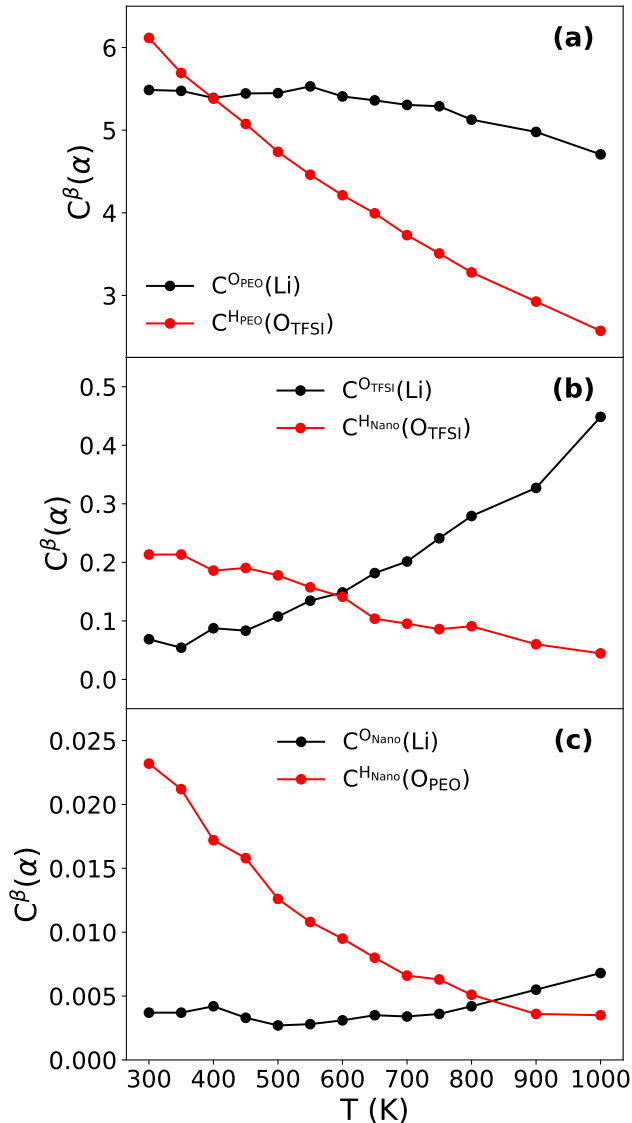 (a)
6
5
4
3
C^β(α)
C^{O_PEO}(Li)
C^{H_PEO}(O_TFSI)
(b)
0.5
0.4
0.3
0.2
0.1
0.0
C^β(α)
C^{O_TFSI}(Li)
C^{H_Nano}(O_TFSI)
(c)
0.025
0.020
0.015
0.010
0.005
0.000
C^β(α)
C^{O_Nano}(Li)
C^{H_Nano}(O_PEO)
300 400 500 600 700 800 900 1000
T (K)